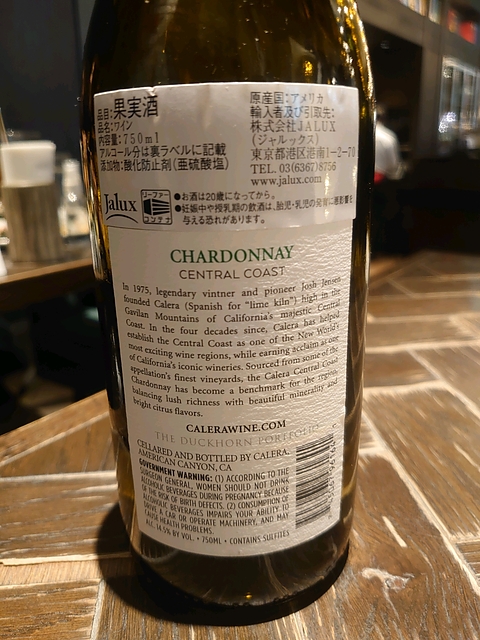 品目:果実酒
品名:ワイン
内容量:750ml
アルコール分は裏ラベルに記載
添加物:酸化防止剤(亜硫酸塩)
原産国:アメリカ
輸入者及び引取先:
株式会社JALUX
(ジャルックス)
東京都港区港南1-2-70
TEL. 03(6367)8756
www.jalux.com
Jalux
リーファー
コンテナ
●お酒は20歳になってから。
●妊娠中や授乳期の飲酒は、胎児・乳児の発育に悪影響を
与える恐れがあります。
CHARDONNAY
CENTRAL COAST
In 1975, legendary vintner and pioneer Josh Jensen
founded Calera (Spanish for "lime kiln") high in the
Gavilan Mountains of California's majestic Central
Coast. In the four decades since, Calera has helped
establish the Central Coast as one of the New World's
most exciting wine regions, while earning acclaim as one
of California's iconic wineries. Sourced from some of the
appellation's finest vineyards, the Calera Central Coast
Chardonnay has become a benchmark for the region,
balancing lush richness with beautiful minerality and
bright citrus flavors.
CALERAWINE.COM
THE DUCKHORN PORTFOLIO
CELLARED AND BOTTLED BY CALERA,
AMERICAN CANYON, CA
GOVERNMENT WARNING: (1) ACCORDING TO THE
SURGEON GENERAL, WOMEN SHOULD NOT DRINK
ALCOHOLIC BEVERAGES DURING PREGNANCY BECAUSE
OF THE RISK OF BIRTH DEFECTS. (2) CONSUMPTION OF
ALCOHOLIC BEVERAGES IMPAIRS YOUR ABILITY TO
DRIVE A CAR OR OPERATE MACHINERY, AND MAY
CAUSE HEALTH PROBLEMS.
ALC. 14.5% BY VOL. • 750ML • CONTAINS SULFITES